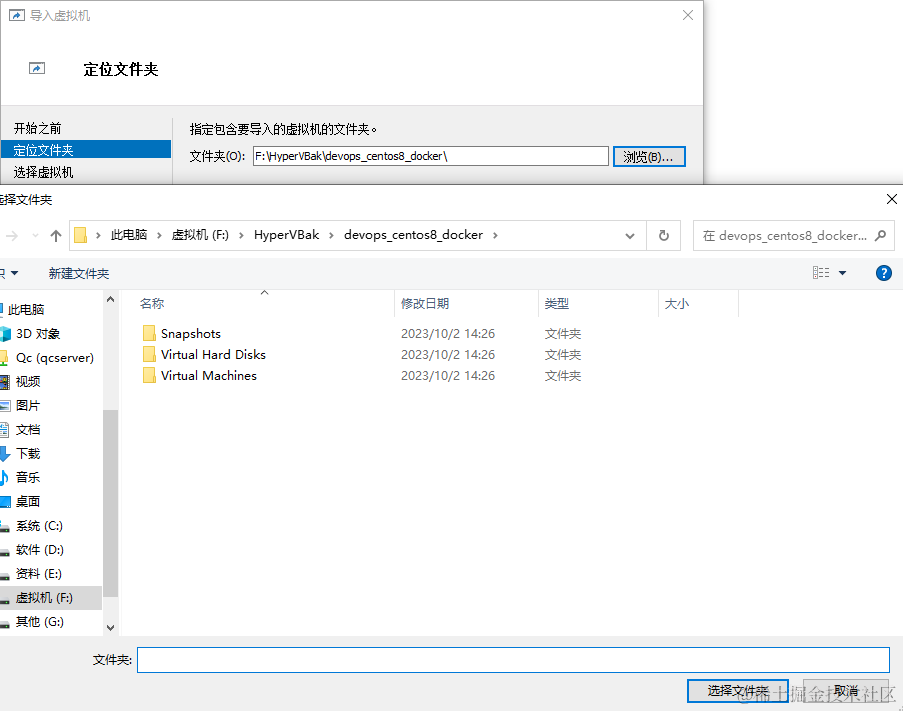 导入虚拟机
定位文件夹
开始之前
定位文件夹
选择虚拟机
指定包含要导入的虚拟机的文件夹。
文件夹(O): F:\HyperVBak\devops_centos8_docker\ 浏览(B)...
选择文件夹
此电脑 虚拟机 (F:) HyperVBak devops_centos8_docker 在 devops_centos8_docker...
新建文件夹
名称 修改日期 类型 大小
Snapshots 2023/10/2 14:26 文件夹
Virtual Hard Disks 2023/10/2 14:26 文件夹
Virtual Machines 2023/10/2 14:26 文件夹
此电脑
3D 对象
Qc (qcserver)
视频
图片
文档
下载
音乐
桌面
系统 (C:)
软件 (D:)
资料 (E:)
虚拟机 (F:)
其他 (G:)
文件夹:
选择文件夹 取消
@稀土掘金技术社区